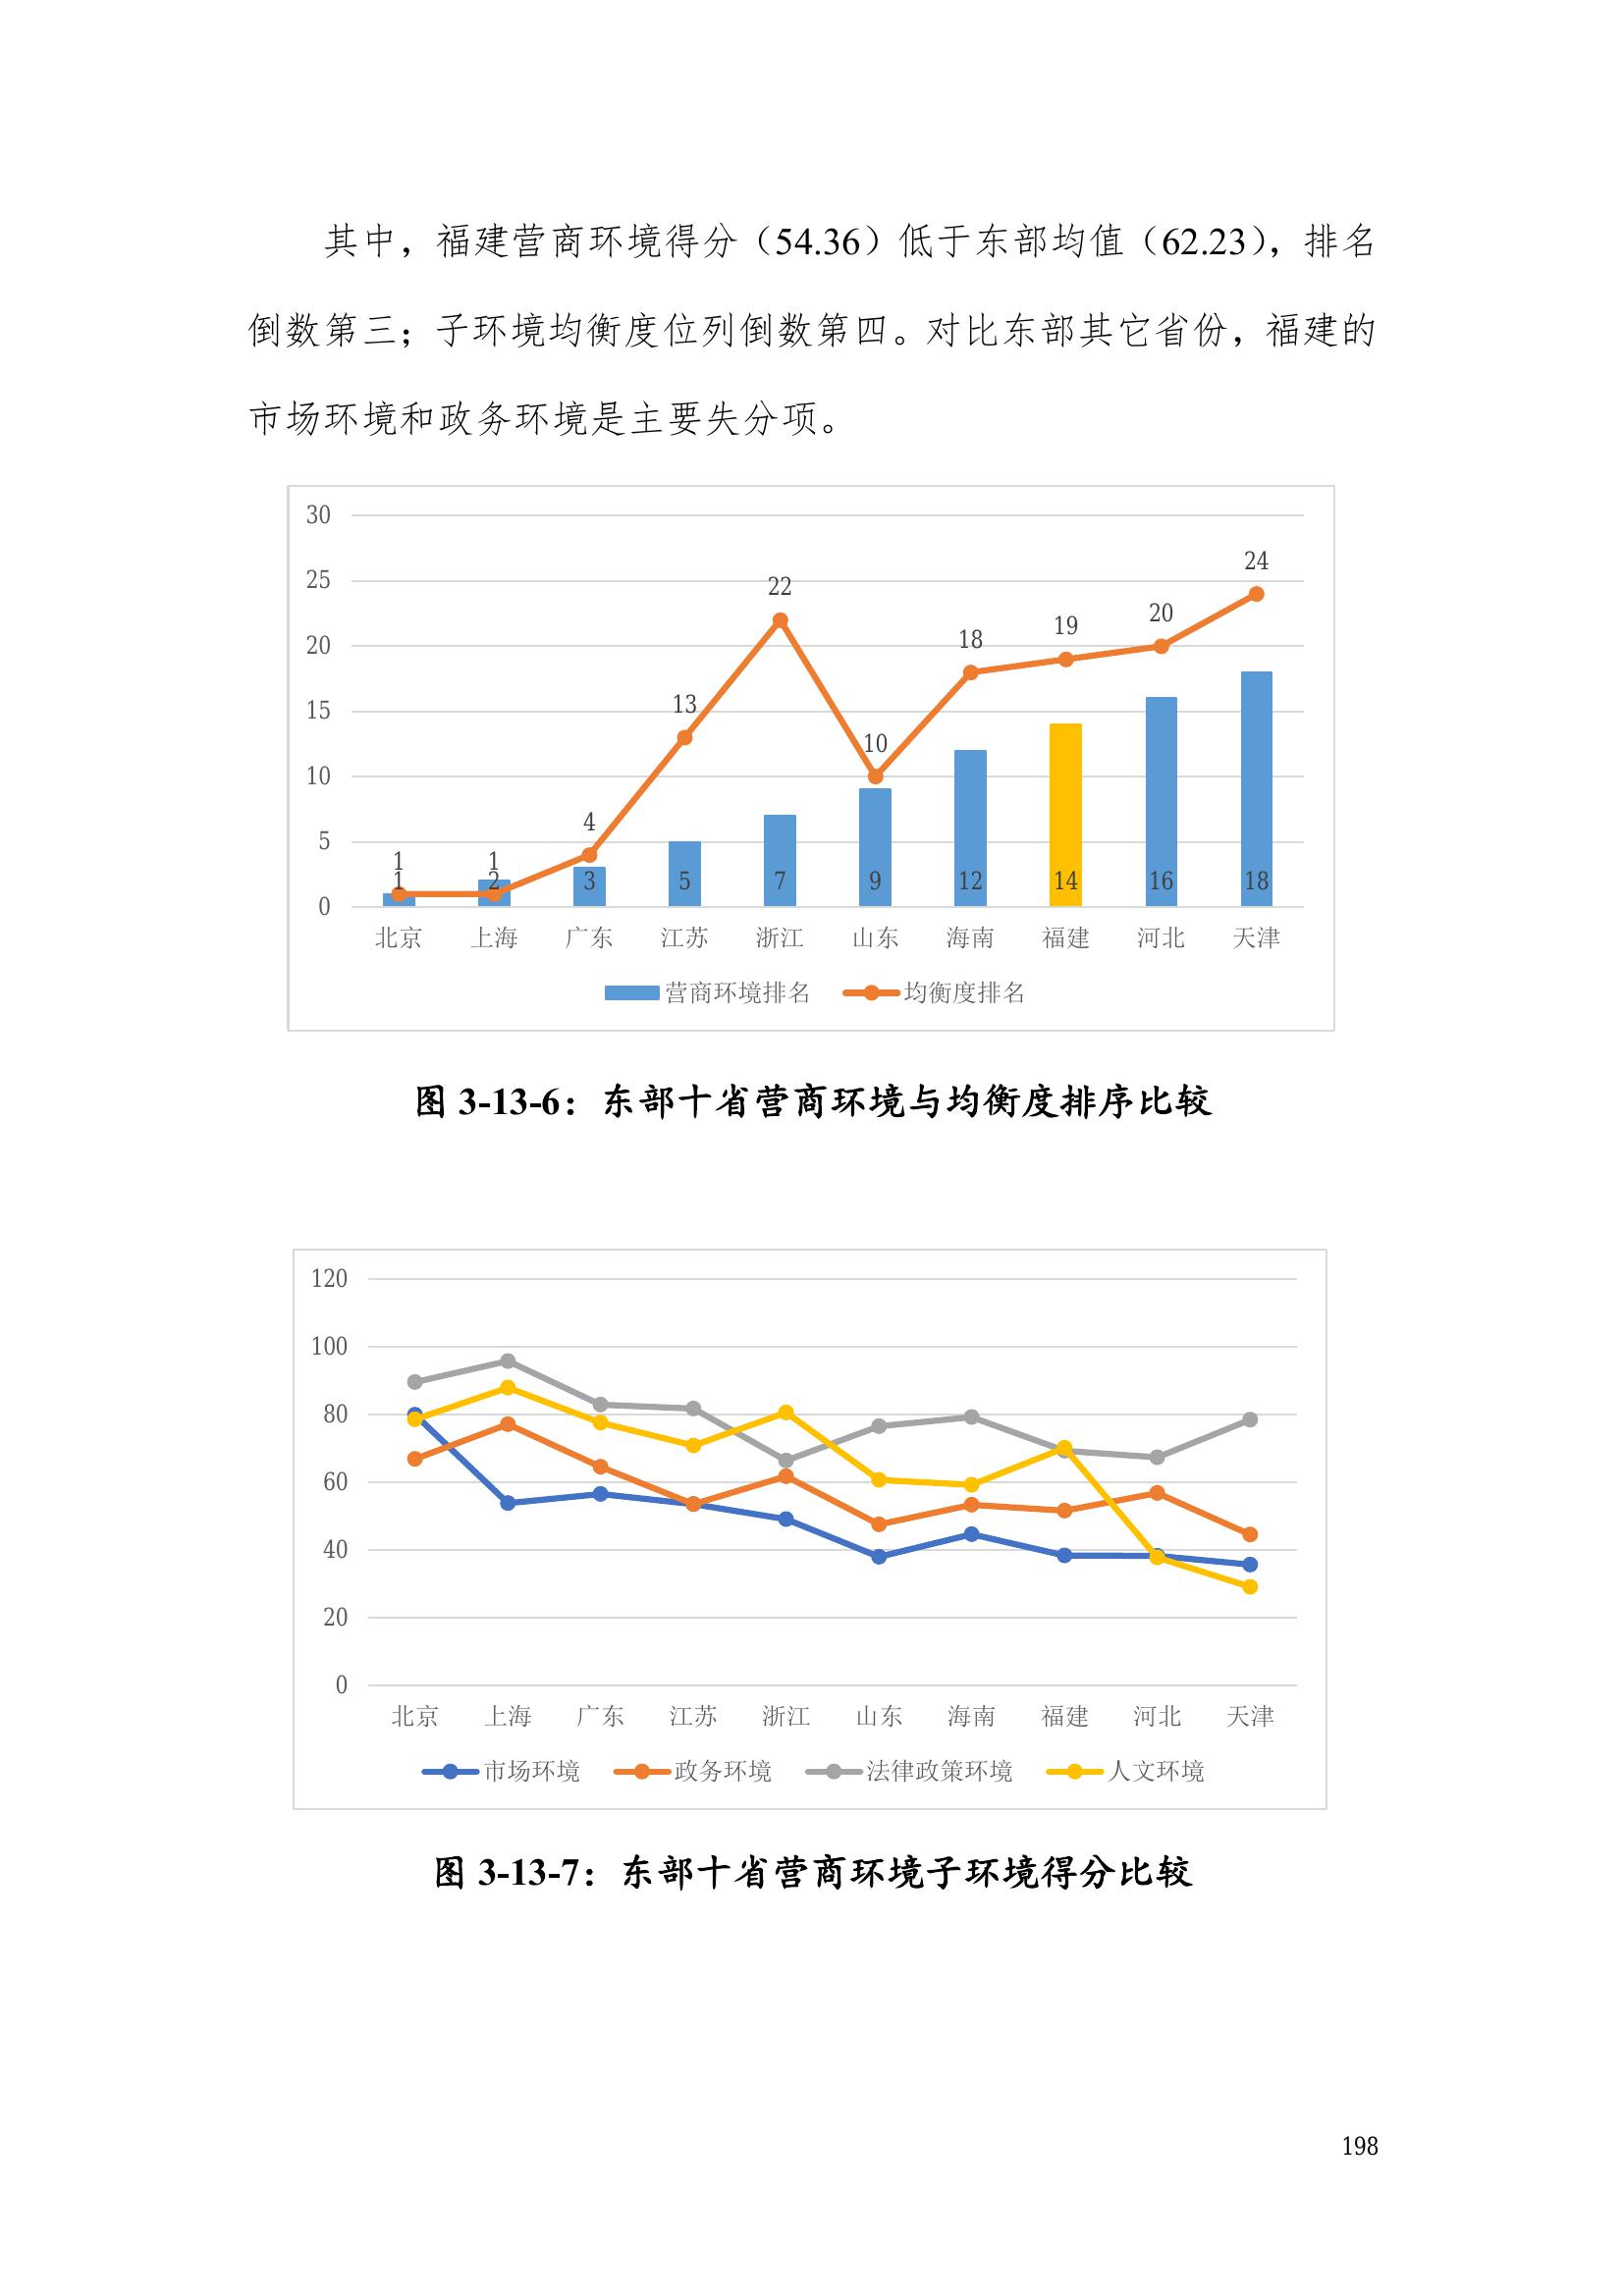 其中，福建营商环境得分（54.36）低于东部均值（62.23），排名
倒数第三；子环境均衡度位列倒数第四。对比东部其它省份，福建的
市场环境和政务环境是主要失分项。
30
25
20
15
10
5
0
1 1 4 13 22 10 18 19 20 24
1 2 3 5 7 9 12 14 16 18
北京 上海 广东 江苏 浙江 山东 海南 福建 河北 天津
营商环境排名 均衡度排名
图 3-13-6：东部十省营商环境与均衡度排序比较
120
100
80
60
40
20
0
北京 上海 广东 江苏 浙江 山东 海南 福建 河北 天津
市场环境 政务环境 法律政策环境 人文环境
图 3-13-7：东部十省营商环境子环境得分比较
198